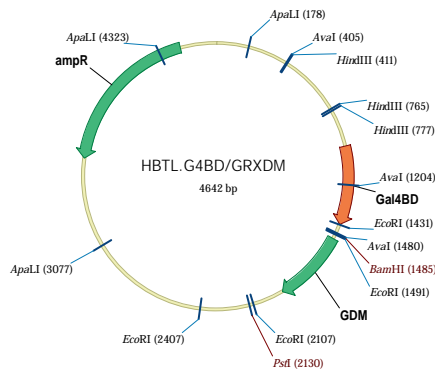 ApaLI (178)
ApaLI (4323)
AvaI (405)
ampR
HindIII (411)
HindIII (765)
HindIII (777)
HBTL.G4BD/GRXDM
4642 bp
AvaI (1204)
Gal4BD
EcoRI (1431)
AvaI (1480)
BamHI (1485)
ApaLI (3077)
EcoRI (1491)
GDM
EcoRI (2407)
EcoRI (2107)
PstI (2130)